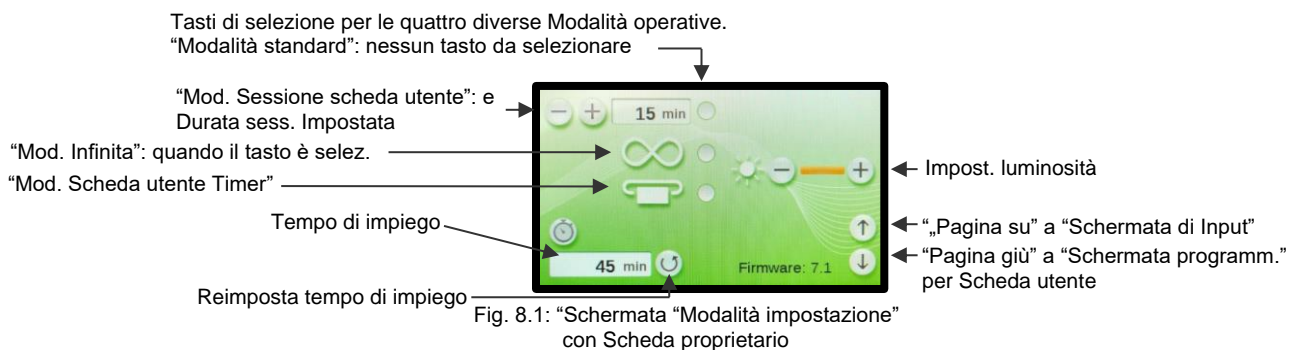 Tasti di selezione per le quattro diverse Modalità operative.
“Modalità standard”: nessun tasto da selezionare
“Mod. Sessione scheda utente”: e
Durata sess. Impostata
“Mod. Infinita”: quando il tasto è selez.
“Mod. Scheda utente Timer”
Tempo di impiego
Reimposta tempo di impiego
15 min
45 min
Firmware: 7.1
Impost. luminosità
“„Pagina su” a “Schermata di Input”
“Pagina giù” a “Schermata programm.”
per Scheda utente
Fig. 8.1: “Schermata “Modalità impostazione”
con Scheda proprietario